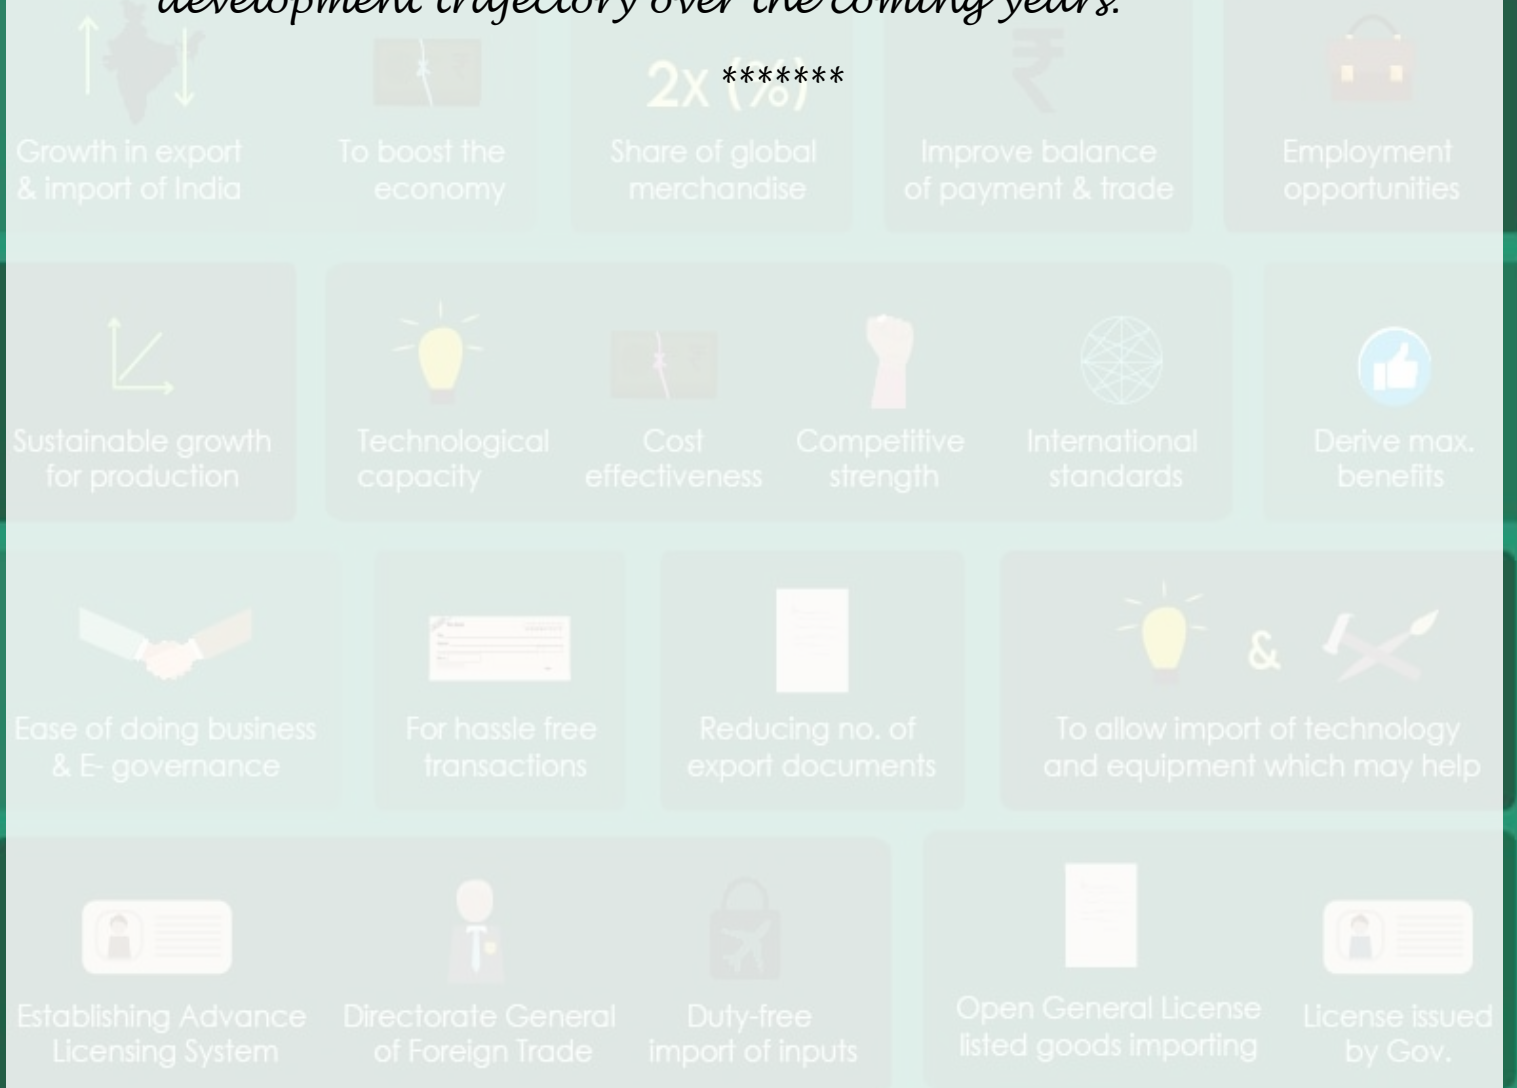 development trajectory over the coming years.
*******
2x (%)
₹
Growth in export
& import of India
To boost the
economy
Share of global
merchandise
Improve balance
of payment & trade
Employment
opportunities
Sustainable growth
for production
Technological
capacity
Cost
effectiveness
Competitive
strength
International
standards
Derive max.
benefits
&
Ease of doing business
& E- governance
For hassle free
transactions
Reducing no. of
export documents
To allow import of technology
and equipment which may help
Establishing Advance
Licensing System
Directorate General
of Foreign Trade
Duty-free
import of inputs
Open General License
listed goods importing
License issued
by Gov.